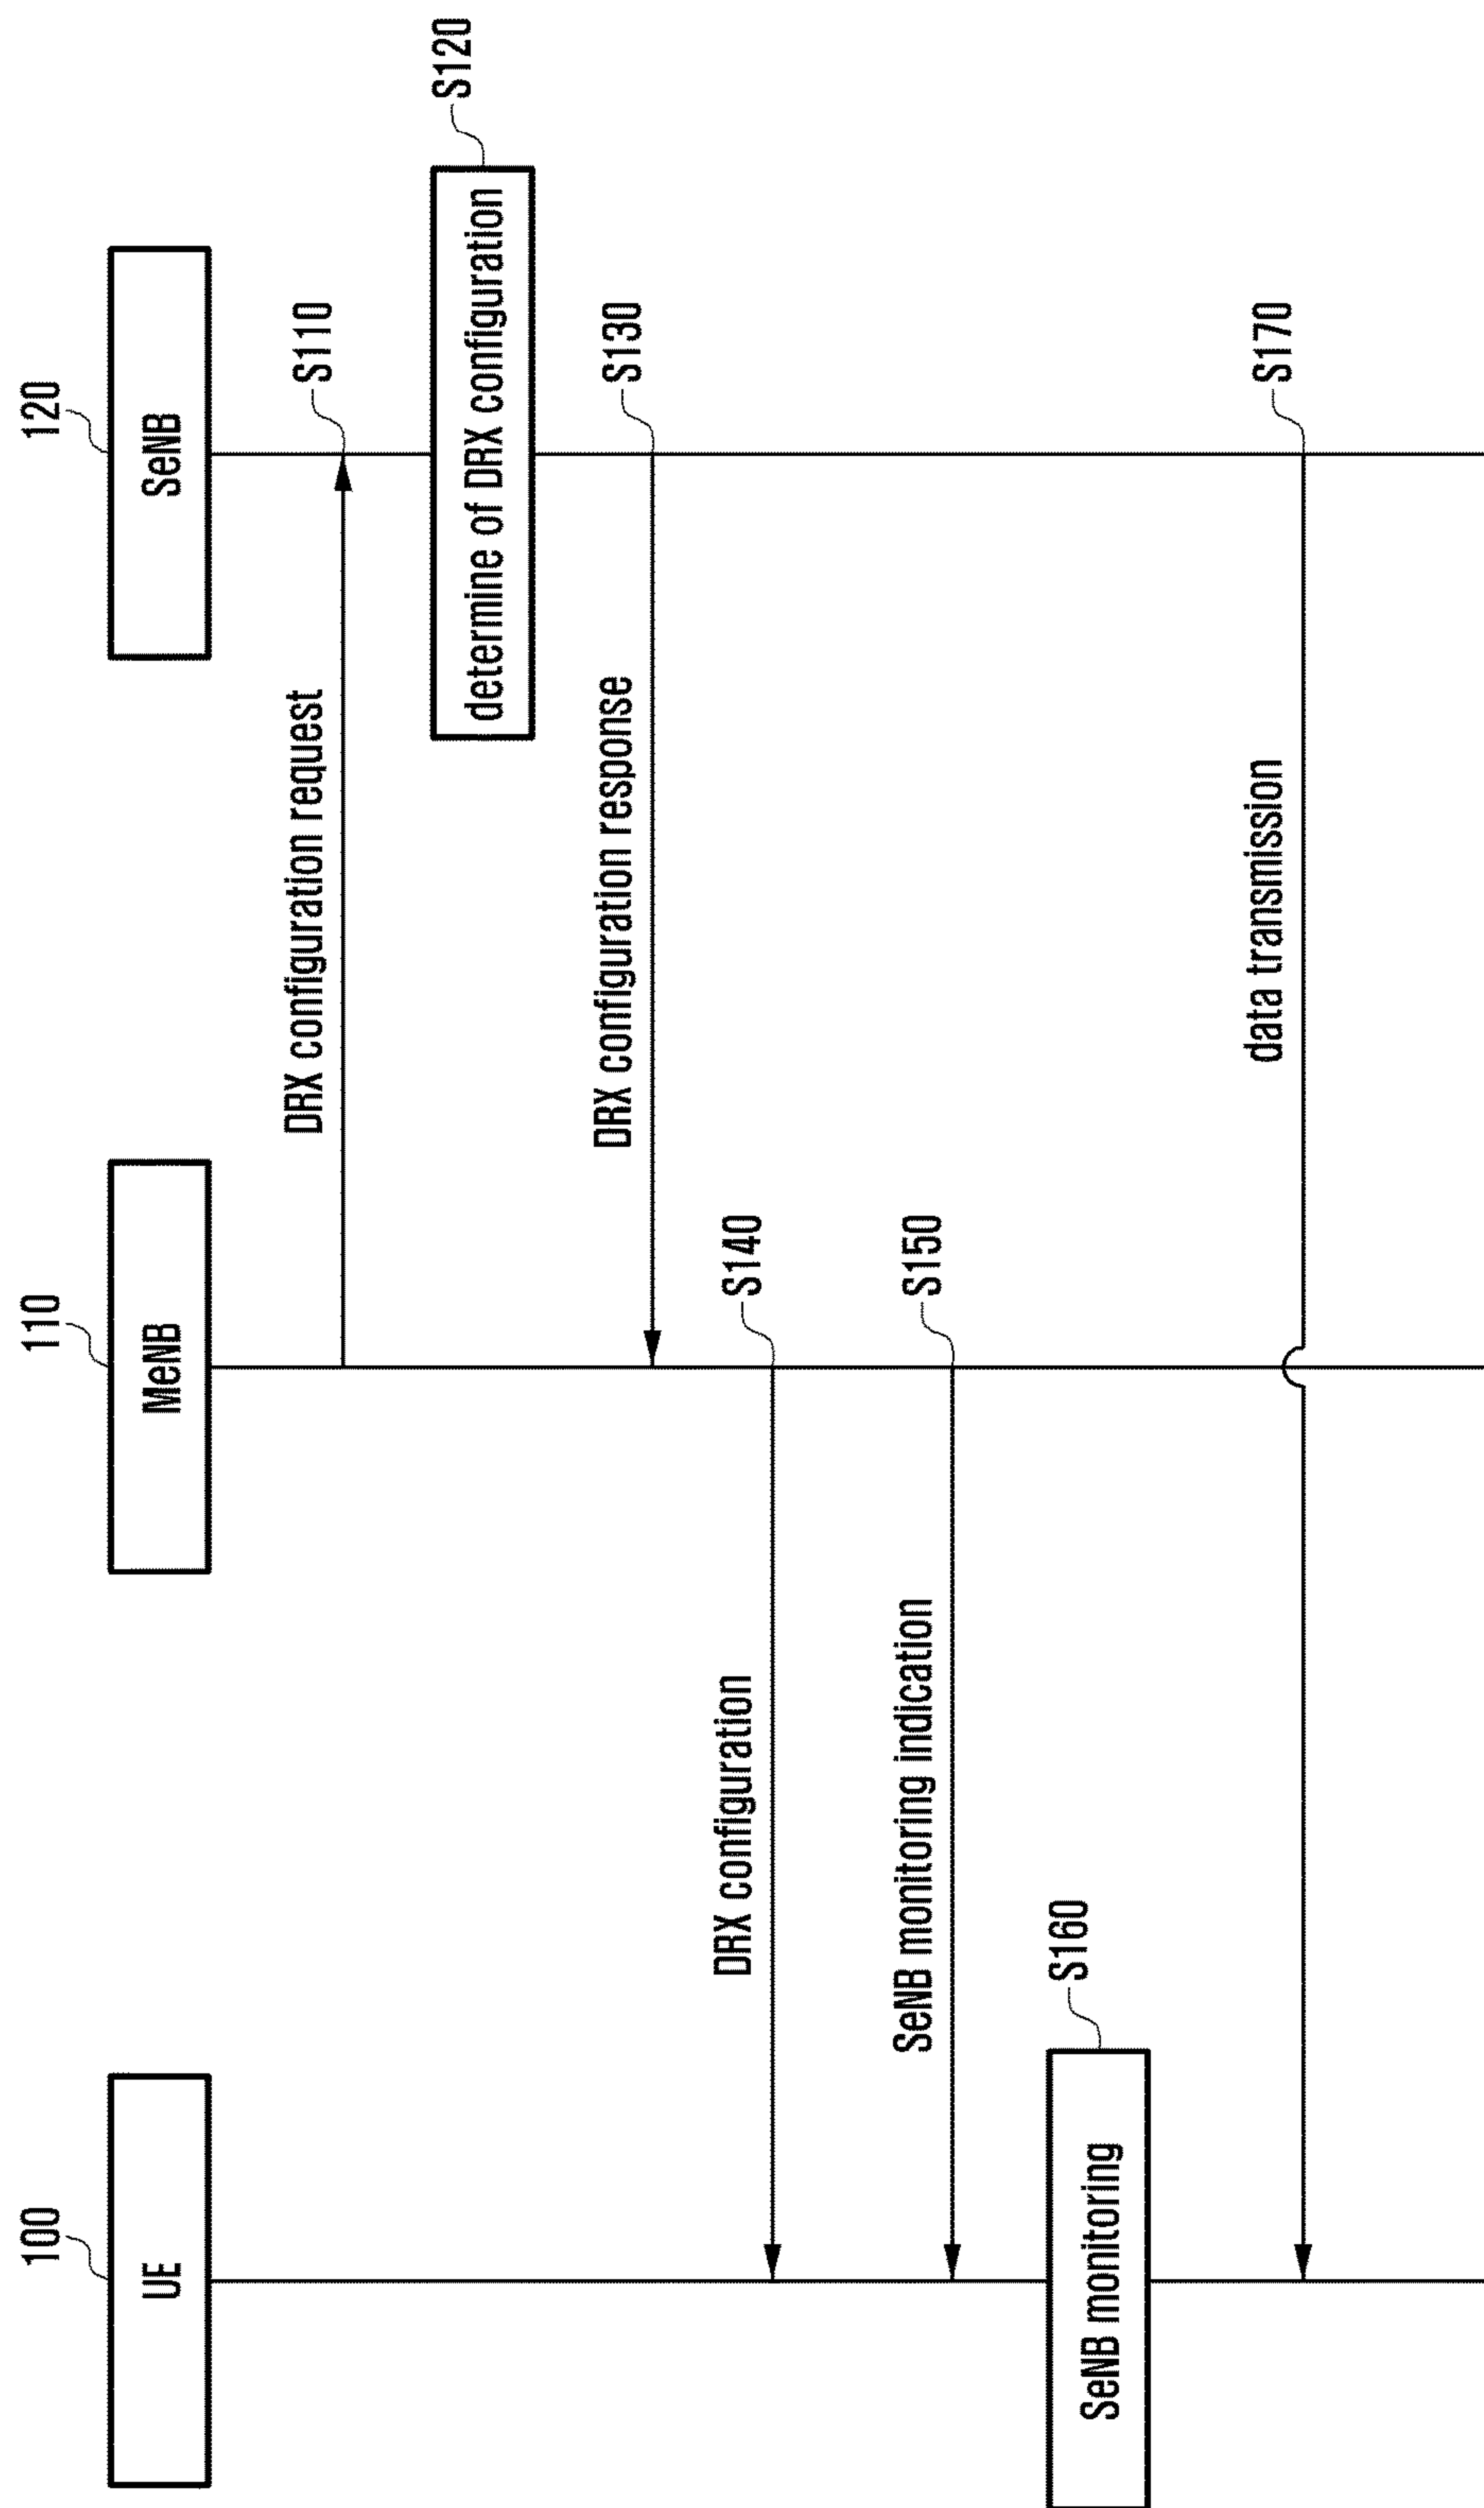 100
UE
110
MeNB
120
SeNB
DRX configuration request
S110
determine of DRX configuration
S120
DRX configuration response
S130
DRX configuration
S140
SeNB monitoring indication
S150
SeNB monitoring
S160
data transmission
S170